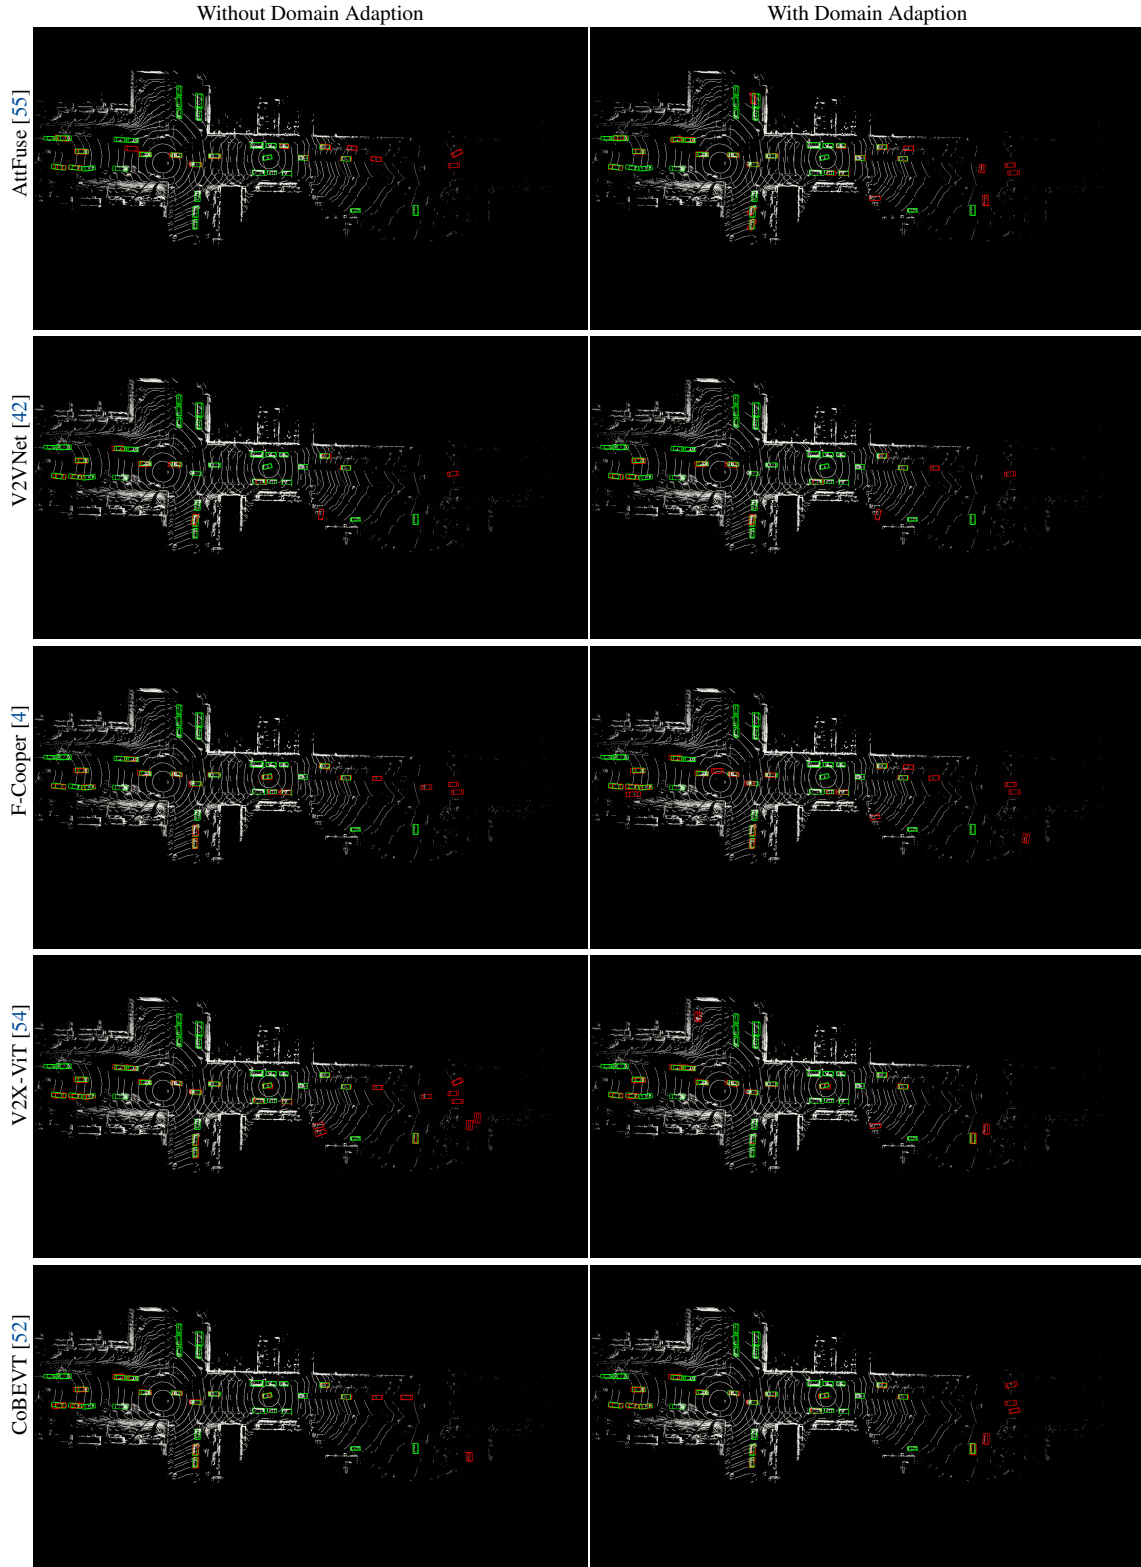 Without Domain Adaption
With Domain Adaption
AttFuse [55]
V2VNet [42]
F-Cooper [4]
V2X-ViT [54]
CoBEVT [52]